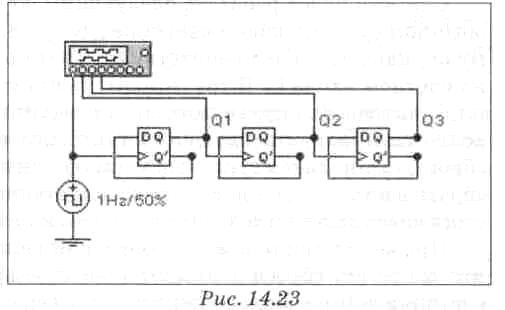 Q1 Q2 Q3
D Q D Q D Q
Q' Q' Q'
1Hz/50%
Рис. 14.23